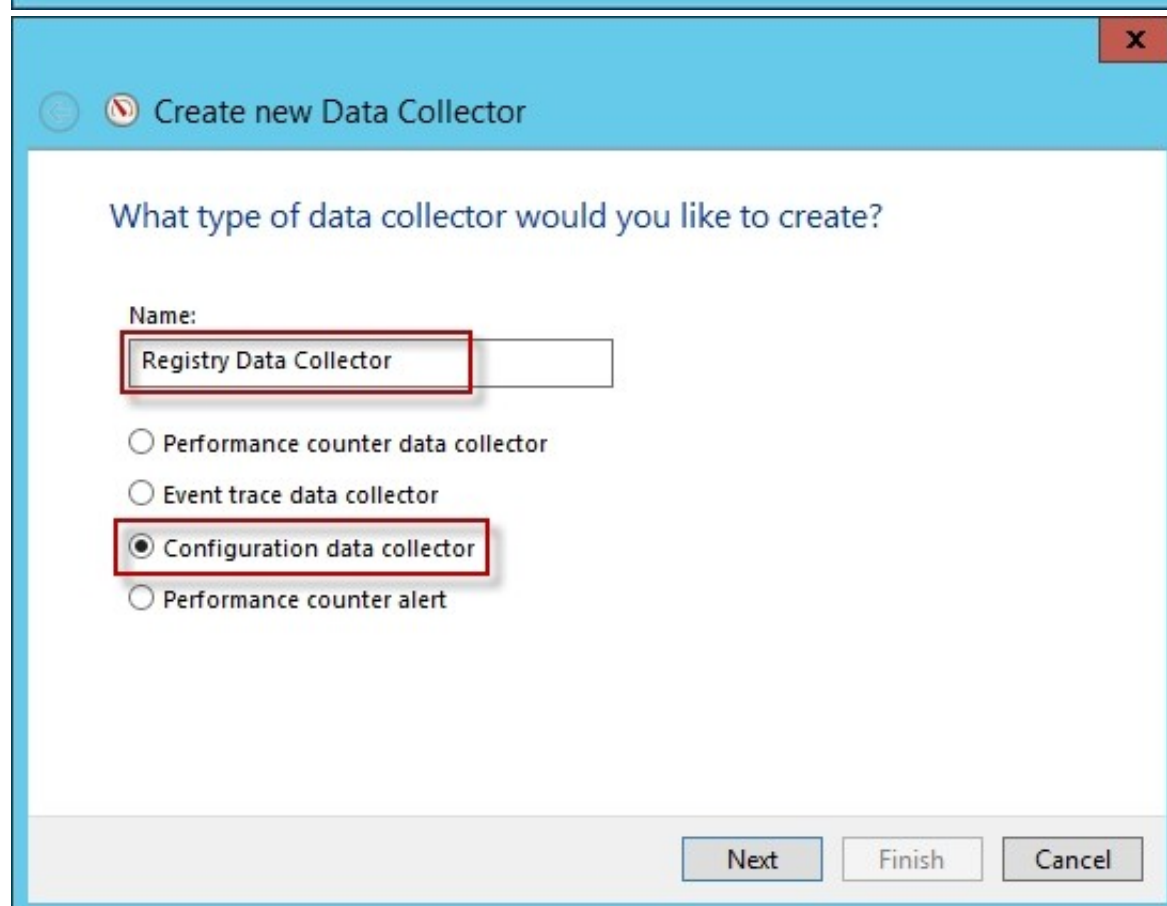 X
Create new Data Collector
What type of data collector would you like to create?
Name:
Registry Data Collector
Performance counter data collector
Event trace data collector
Configuration data collector
Performance counter alert
Next Finish Cancel